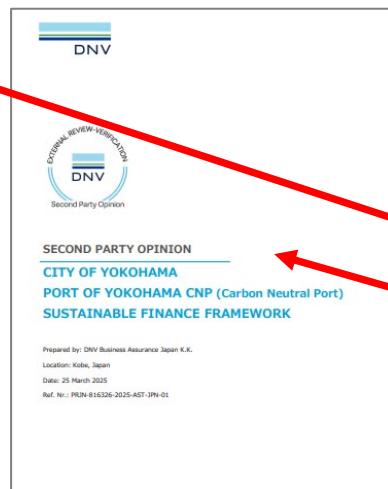 DNV
EXTERNAL REVIEW-VERIFICATION
DNV
Second Party Opinion
SECOND PARTY OPINION
CITY OF YOKOHAMA
PORT OF YOKOHAMA CNP (Carbon Neutral Port)
SUSTAINABLE FINANCE FRAMEWORK
Prepared by: DNV Business Assurance Japan K.K.
Location: Kobe, Japan
Date: 25 March 2025
Ref. Nr.: PRJN-816326-2025-AST-JPN-01